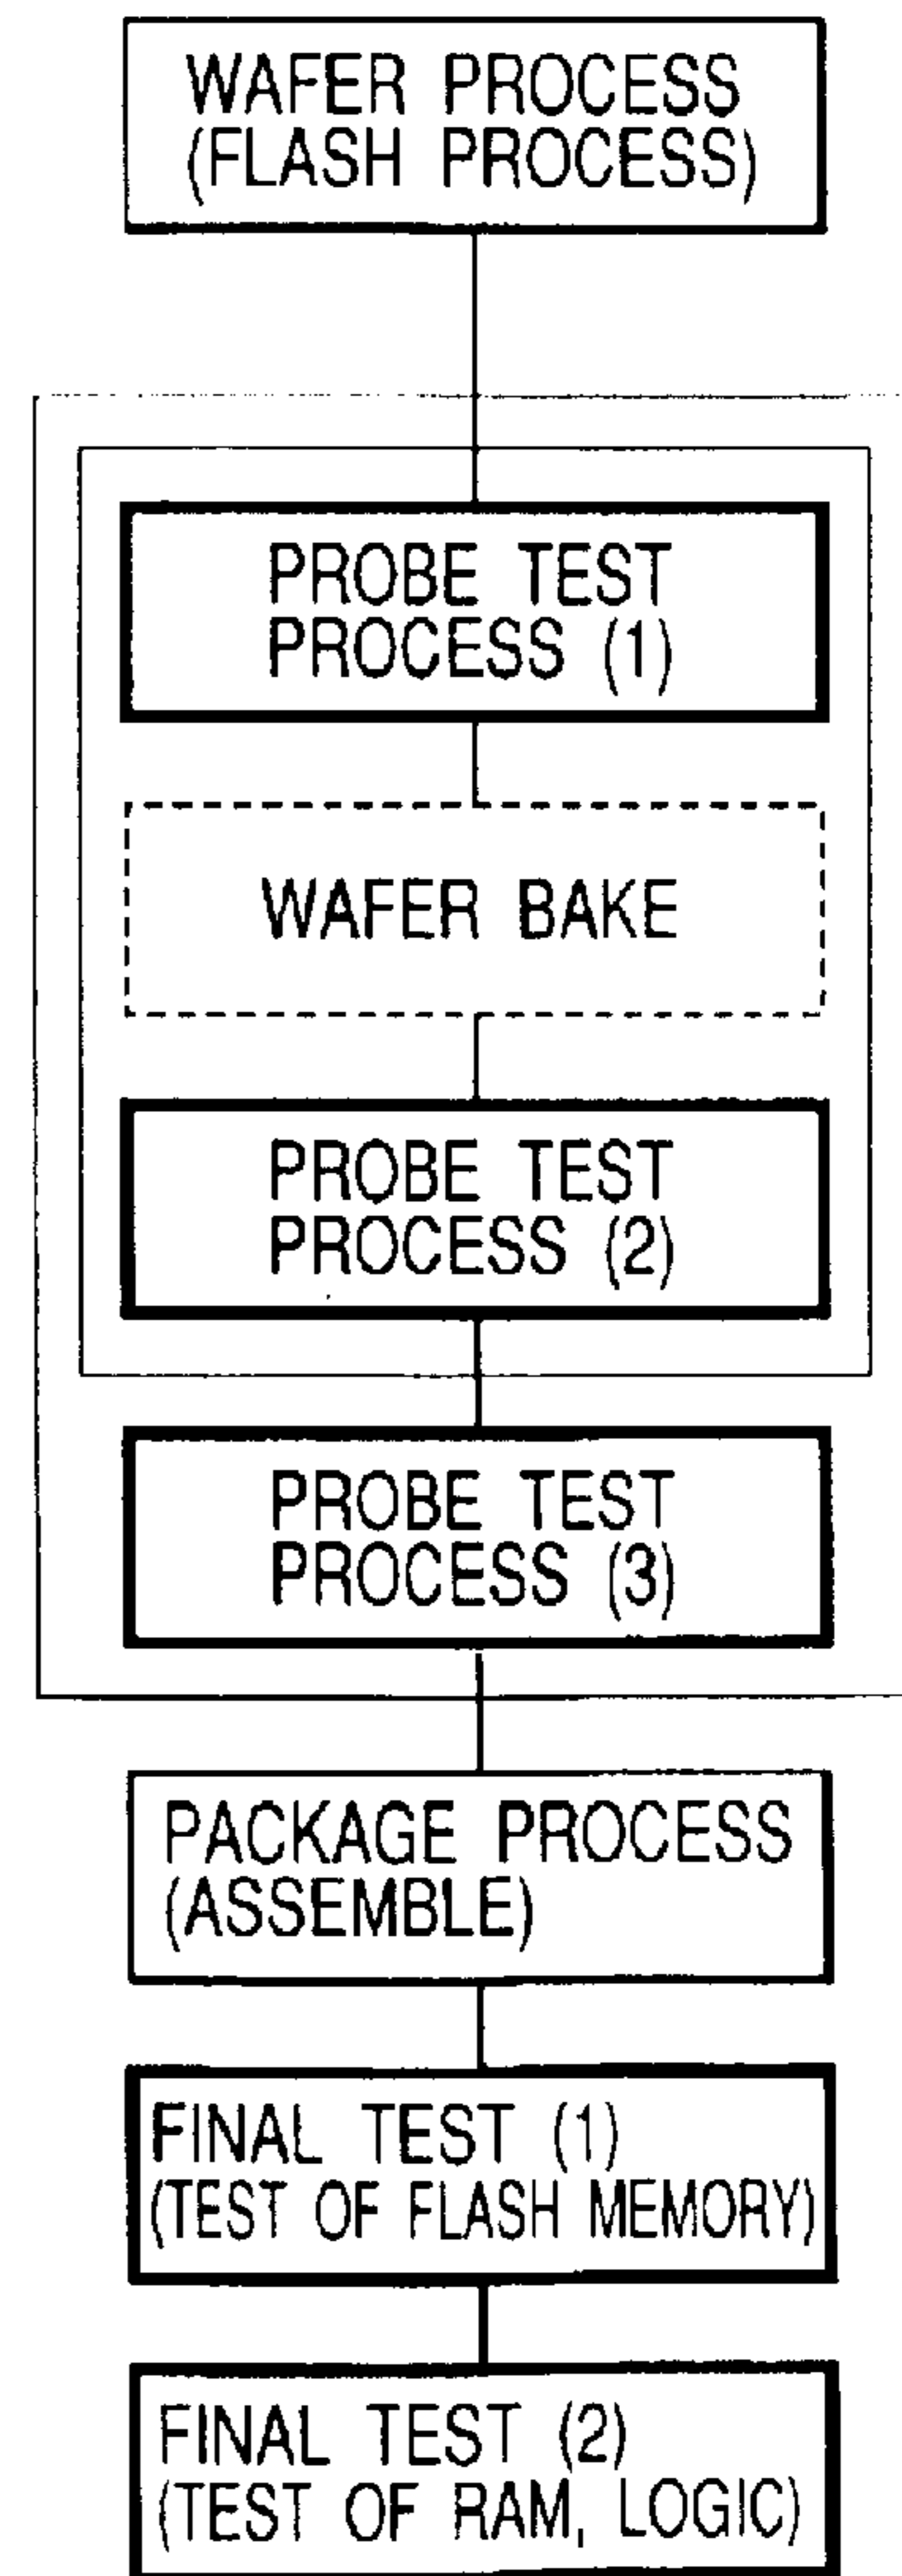 WAFER PROCESS
(FLASH PROCESS)
PROBE TEST
PROCESS (1)
WAFER BAKE
PROBE TEST
PROCESS (2)
PROBE TEST
PROCESS (3)
PACKAGE PROCESS
(ASSEMBLE)
FINAL TEST (1)
(TEST OF FLASH MEMORY)
FINAL TEST (2)
(TEST OF RAM, LOGIC)